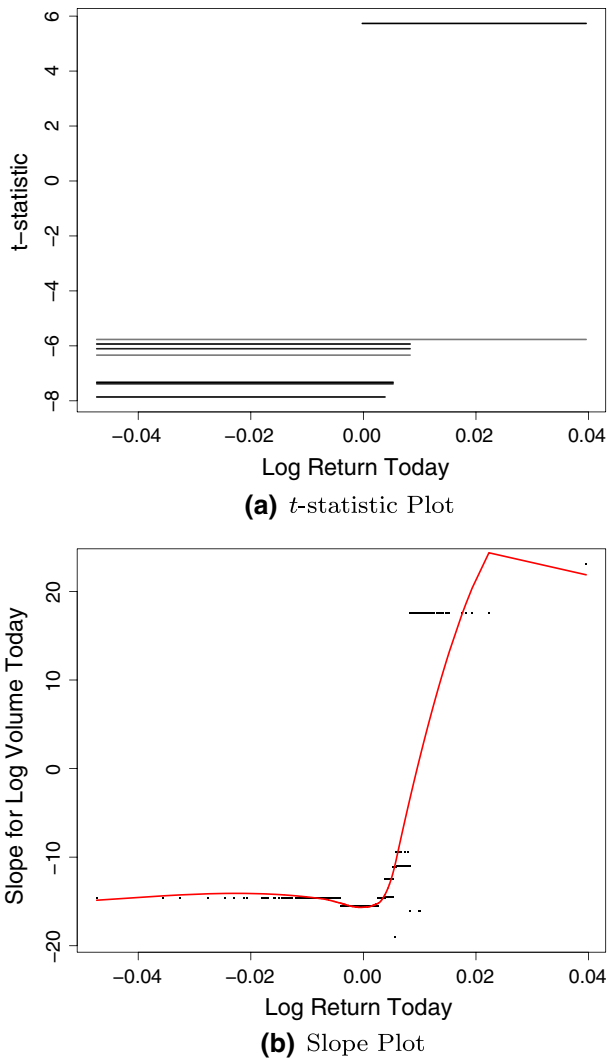 6
4
2
0
−2
−4
−6
−8
t−statistic
−0.04 −0.02 0.00 0.02 0.04
Log Return Today
(a) t-statistic Plot
20
10
0
−10
−20
Slope for Log Volume Today
−0.04 −0.02 0.00 0.02 0.04
Log Return Today
(b) Slope Plot